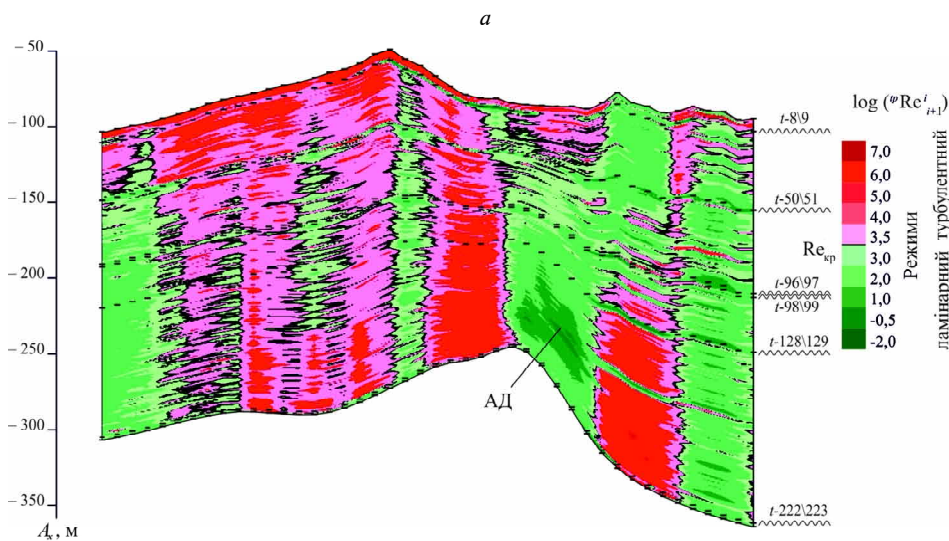 а
– 50
– 100
– 150
– 200
– 250
– 300
– 350
Aₓ, м
АД
t-8\9
t-50\51
t-96\97
t-98\99
t-128\129
t-222\223
Reкр
log (ᵠReⁱᵢ₊₁)
7,0
6,0
5,0
4,0
3,5
3,0
2,0
1,0
-0,5
-2,0
Режими
ламінарний турбулентний